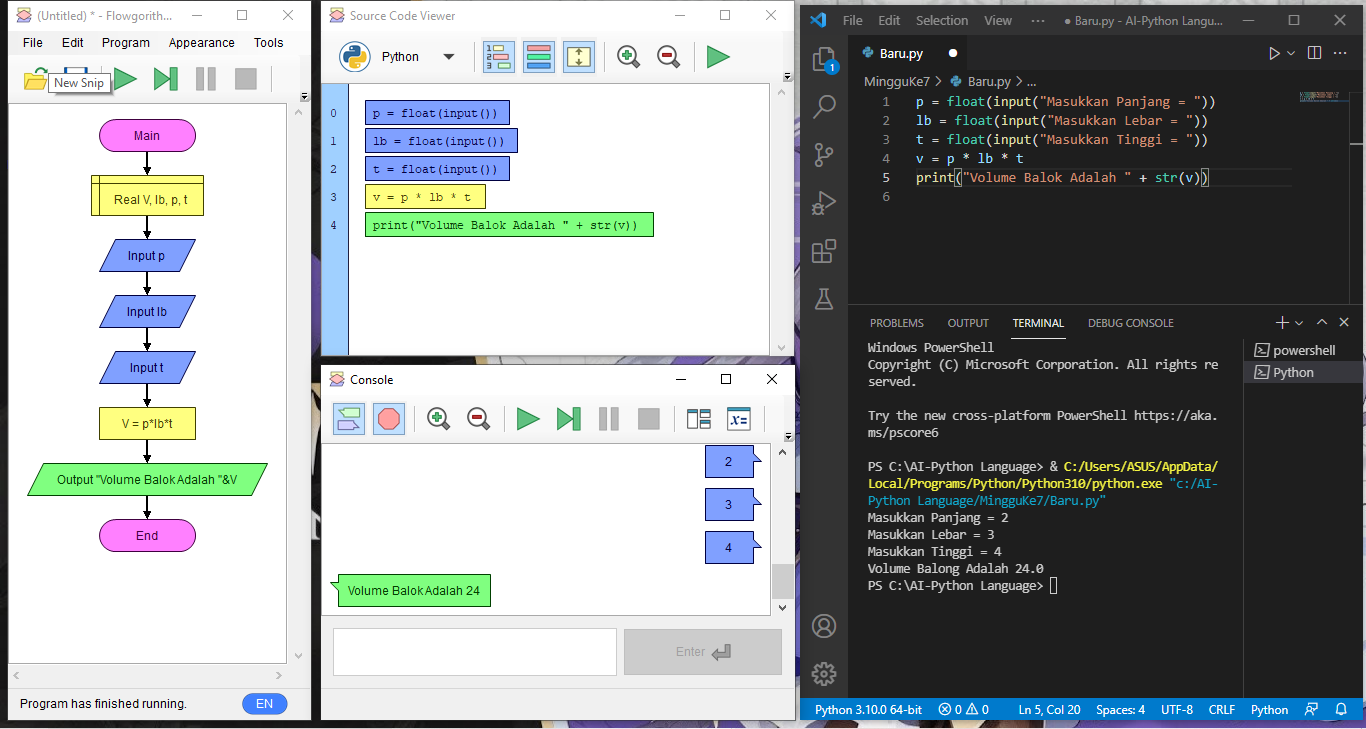 (Untitled) * - Flowgorith...
File Edit Program Appearance Tools
New Snip
Main
Real V, lb, p, t
Input p
Input lb
Input t
V = p*lb*t
Output "Volume Balok Adalah "&V
End
Program has finished running.
EN
Source Code Viewer
Python
0 p = float(input())
1 lb = float(input())
2 t = float(input())
3 v = p * lb * t
4 print("Volume Balok Adalah " + str(v))
Console
x=
2
3
4
Volume Balok Adalah 24
Enter
File Edit Selection View ··· ● Baru.py - AI-Python Langu...
1
Baru.py ●
MingguKe7 > Baru.py > ...
1 p = float(input("Masukkan Panjang = "))
2 lb = float(input("Masukkan Lebar = "))
3 t = float(input("Masukkan Tinggi = "))
4 v = p * lb * t
5 print("Volume Balok Adalah " + str(v))
6
PROBLEMS OUTPUT TERMINAL DEBUG CONSOLE
powershell
Python
Windows PowerShell
Copyright (C) Microsoft Corporation. All rights re
served.
Try the new cross-platform PowerShell https://aka.
ms/pscore6
PS C:\AI-Python Language> & C:/Users/ASUS/AppData/
Local/Programs/Python/Python310/python.exe "c:/AI-
Python Language/MingguKe7/Baru.py"
Masukkan Panjang = 2
Masukkan Lebar = 3
Masukkan Tinggi = 4
Volume Balong Adalah 24.0
PS C:\AI-Python Language>
Python 3.10.0 64-bit 0 0 Ln 5, Col 20 Spaces: 4 UTF-8 CRLF Python